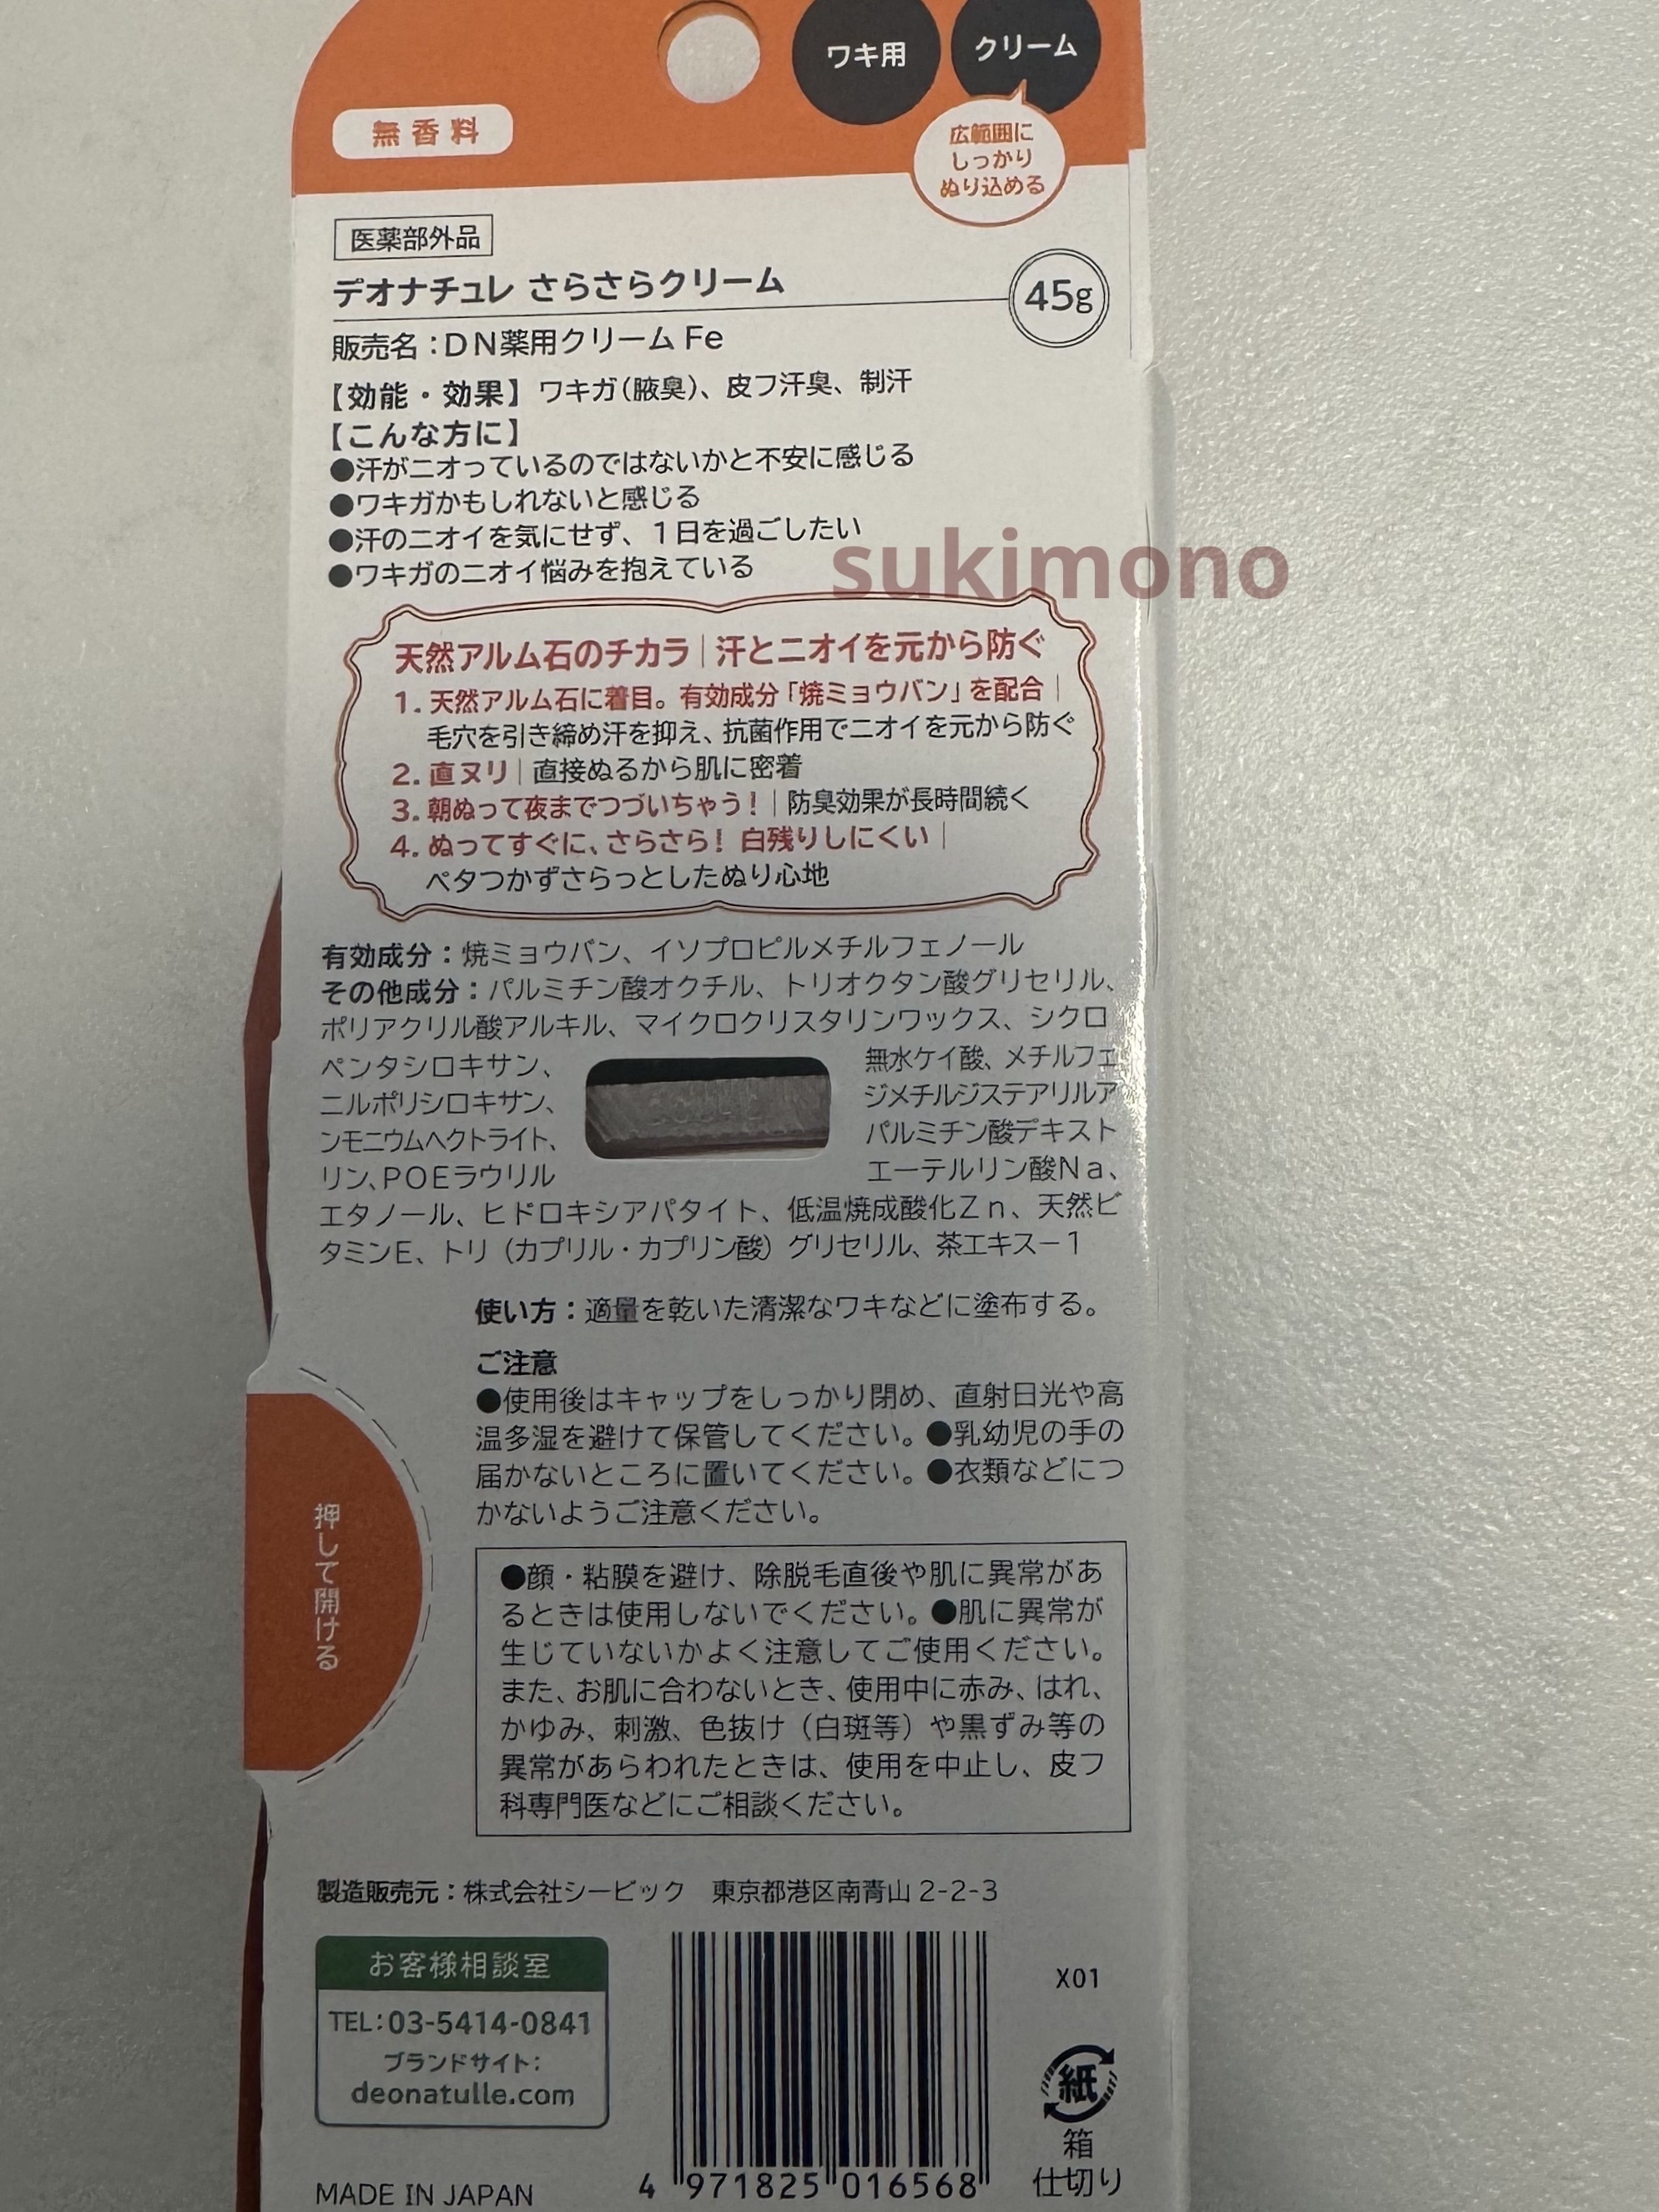 ワキ用
クリーム
無香料
広範囲に
しっかり
ぬり込める
医薬部外品
デオナチュレ さらさらクリーム
45g
販売名：DN薬用クリーム Fe
【効能・効果】ワキガ（腋臭）、皮フ汗臭、制汗
【こんな方に】
●汗がニオっているのではないかと不安に感じる
●ワキガかもしれないと感じる
●汗のニオイを気にせず、1日を過ごしたい
●ワキガのニオイ悩みを抱えている
sukimono
天然アルム石のチカラ｜汗とニオイを元から防ぐ
1. 天然アルム石に着目。有効成分「焼ミョウバン」を配合｜
毛穴を引き締め汗を抑え、抗菌作用でニオイを元から防ぐ
2. 直ヌリ｜直接ぬるから肌に密着
3. 朝ぬって夜までつづいちゃう！｜防臭効果が長時間続く
4. ぬってすぐに、さらさら！ 白残りしにくい｜
ベタつかずさらっとしたぬり心地
有効成分：焼ミョウバン、イソプロピルメチルフェノール
その他成分：パルミチン酸オクチル、トリオクタン酸グリセリル、
ポリアクリル酸アルキル、マイクロクリスタリンワックス、シクロ
ペンタシロキサン、 無水ケイ酸、メチルフェ
ニルポリシロキサン、 ジメチルジステアリルア
ンモニウムヘクトライト、 パルミチン酸デキスト
リン、POEラウリル エーテルリン酸Na、
エタノール、ヒドロキシアパタイト、低温焼成酸化Zn、天然ビ
タミンE、トリ（カプリル・カプリン酸）グリセリル、茶エキス－1
使い方：適量を乾いた清潔なワキなどに塗布する。
ご注意
●使用後はキャップをしっかり閉め、直射日光や高
温多湿を避けて保管してください。●乳幼児の手の
届かないところに置いてください。●衣類などにつ
かないようご注意ください。
押して開ける
●顔・粘膜を避け、除脱毛直後や肌に異常があ
るときは使用しないでください。●肌に異常が
生じていないかよく注意してご使用ください。
また、お肌に合わないとき、使用中に赤み、はれ、
かゆみ、刺激、色抜け（白斑等）や黒ずみ等の
異常があらわれたときは、使用を中止し、皮フ
科専門医などにご相談ください。
製造販売元：株式会社シービック 東京都港区南青山 2-2-3
お客様相談室
TEL：03-5414-0841
ブランドサイト：
deonatulle.com
X01
紙
箱
仕切り
MADE IN JAPAN
4 971825 016568